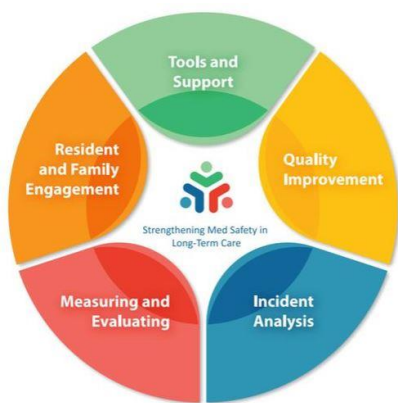 Tools and
Support
Resident
and Family
Engagement
Quality
Improvement
Strengthening Med Safety in
Long-Term Care
Measuring and
Evaluating
Incident
Analysis